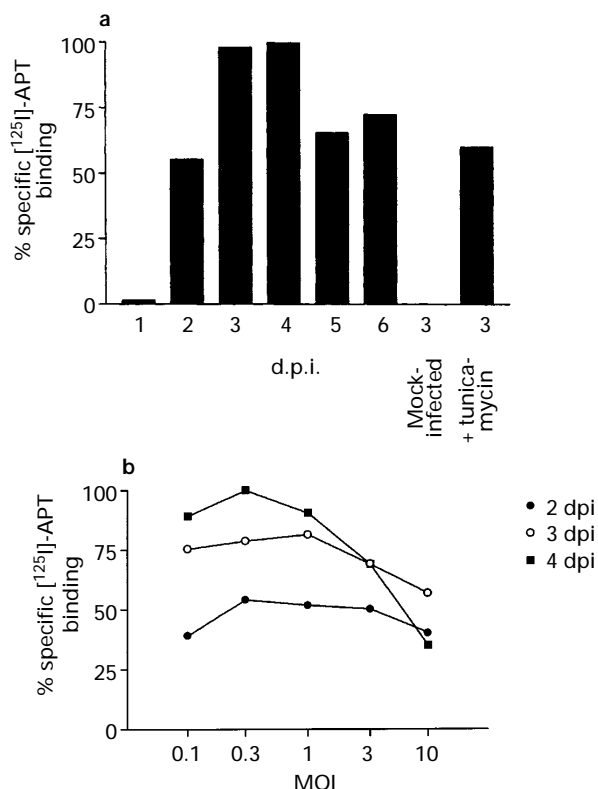 a
% specific [125I]-APT
binding
100
75
50
25
0
1 2 3 4 5 6 3 3
d.p.i.
Mock-
infected
+ tunica-
mycin
b
% specific [125I]-APT
binding
100
75
50
25
0
0.1 0.3 1 3 10
MOI
2 dpi
3 dpi
4 dpi